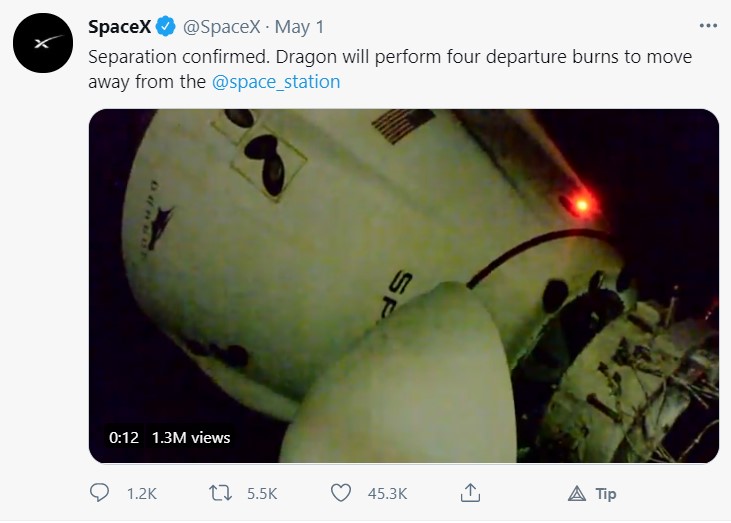 SpaceX @SpaceX · May 1
Separation confirmed. Dragon will perform four departure burns to move
away from the @space_station
DRAGON
SP
0:12 1.3M views
1.2K 5.5K 45.3K Tip